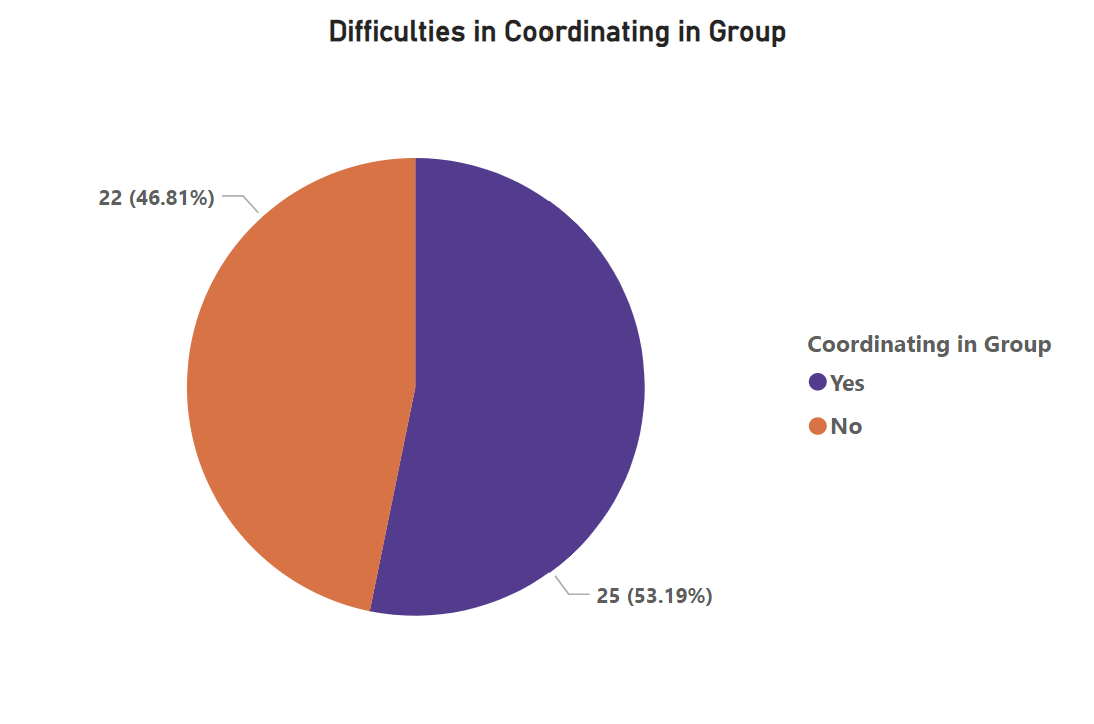 Difficulties in Coordinating in Group
22 (46.81%)
Coordinating in Group
Yes
No
25 (53.19%)